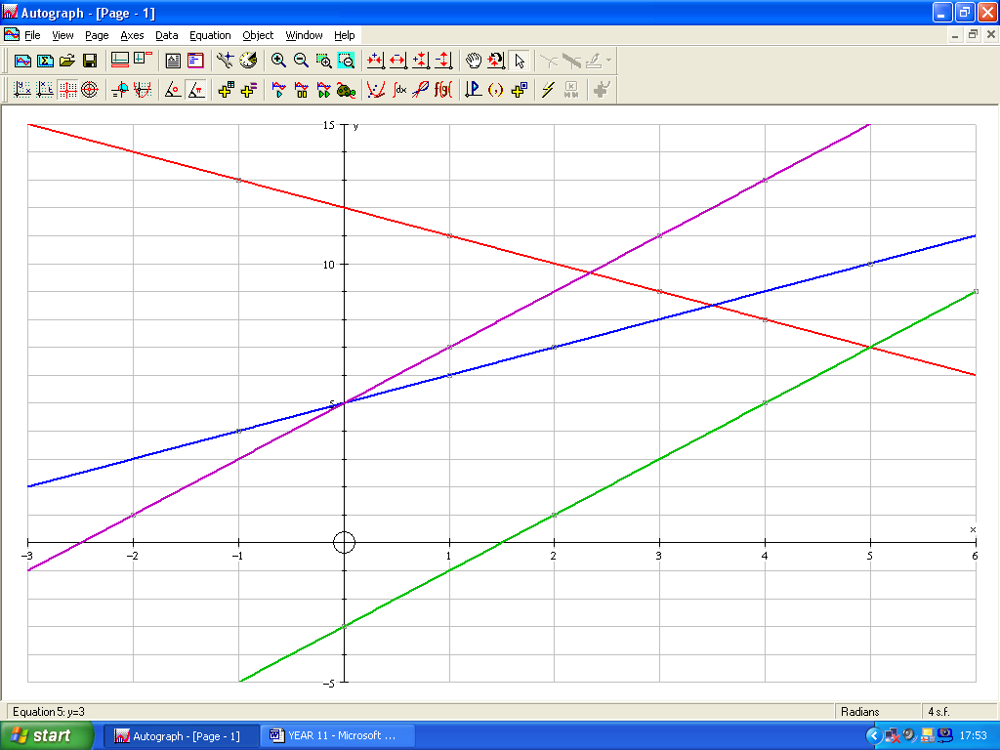 Autograph - [Page - 1]
File View Page Axes Data Equation Object Window Help
15 y
10
5
x
-3 -2 -1 1 2 3 4 5 6
-5
Equation 5: y=3 Radians 4 s.f.
start Autograph - [Page - 1] YEAR 11 - Microsoft ... 17:53